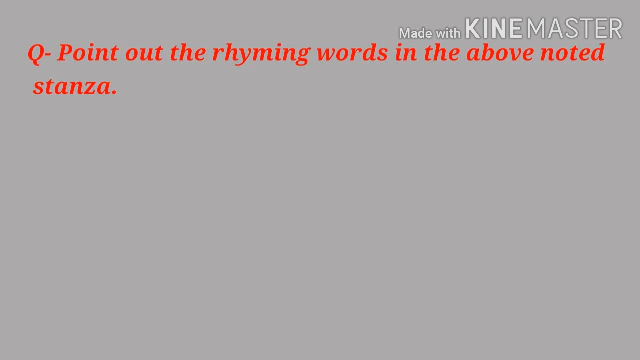 Made with KINEMASTER
Q- Point out the rhyming words in the above noted
stanza.